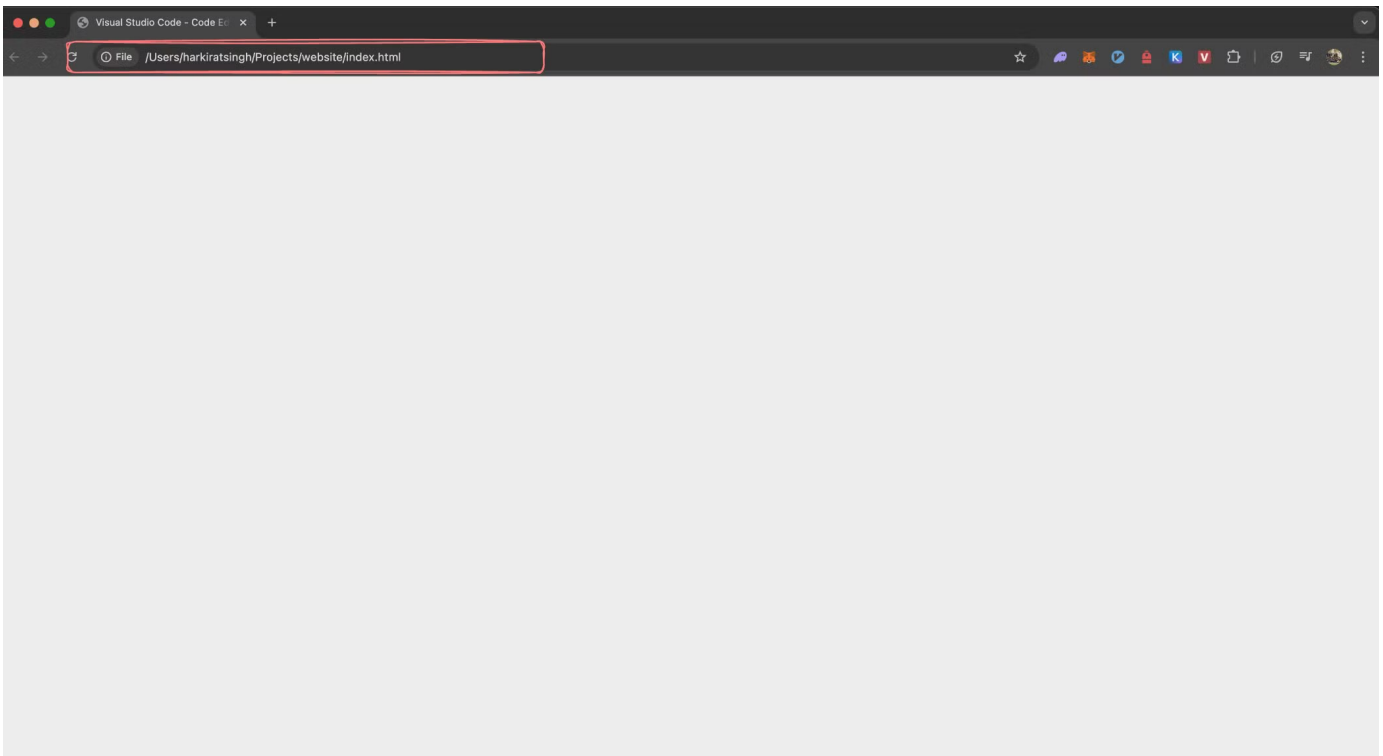 Visual Studio Code - Code Ed
File /Users/harkiratsingh/Projects/website/index.html
K V